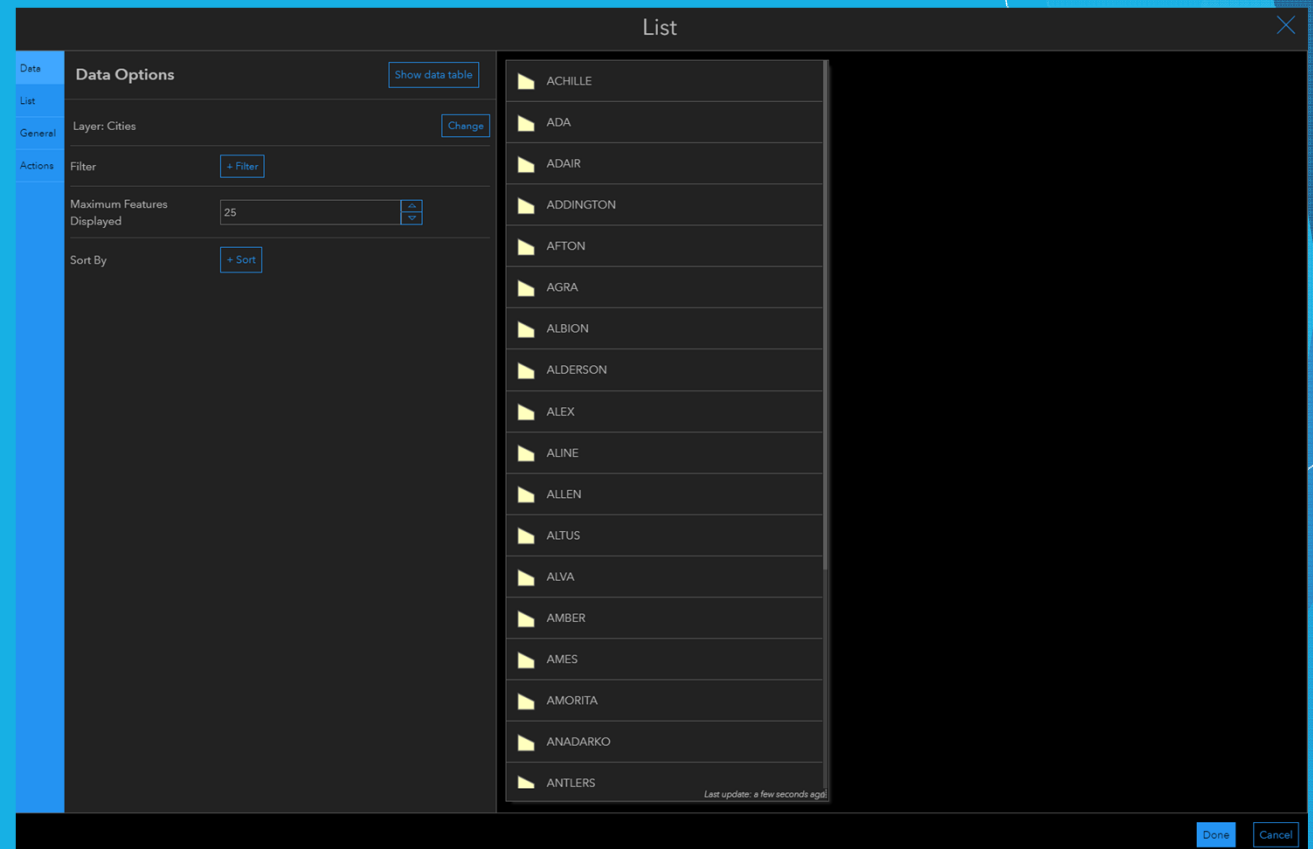 List
Data
List
General
Actions
Data Options
Show data table
Layer: Cities
Change
Filter
+ Filter
Maximum Features
Displayed
25
Sort By
+ Sort
ACHILLE
ADA
ADAIR
ADDINGTON
AFTON
AGRA
ALBION
ALDERSON
ALEX
ALINE
ALLEN
ALTUS
ALVA
AMBER
AMES
AMORITA
ANADARKO
ANTLERS
Last update: a few seconds ago
Done
Cancel